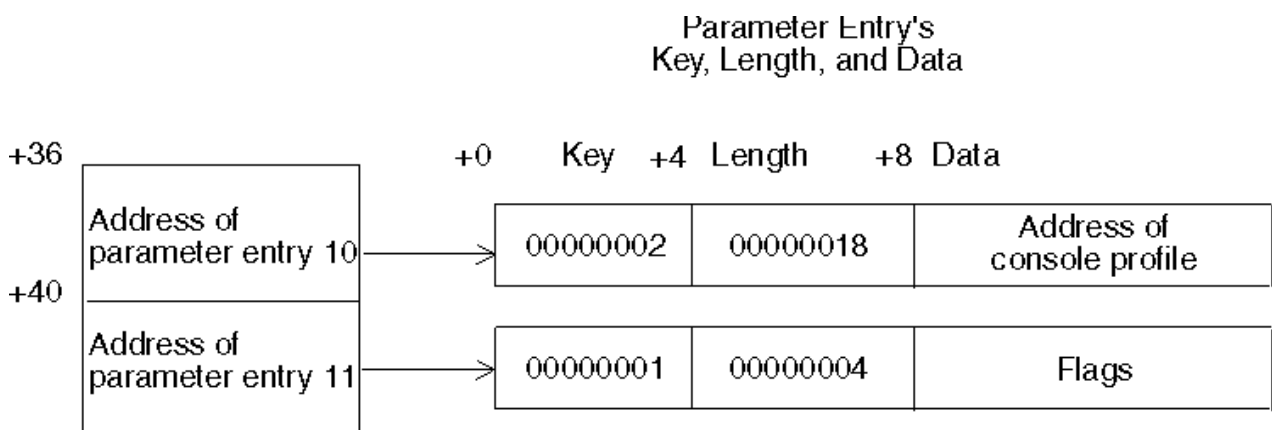 Parameter Entry's
Key, Length, and Data
+36 +0 Key +4 Length +8 Data
Address of
parameter entry 10
00000002 00000018 Address of
console profile
+40
Address of
parameter entry 11
00000001 00000004 Flags